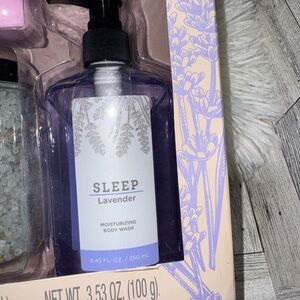 SLEEP
Lavender
MOISTURIZING
BODY WASH
8.45 FL. OZ. / 250 mL
NET WT. 3.53 OZ. (100 g)